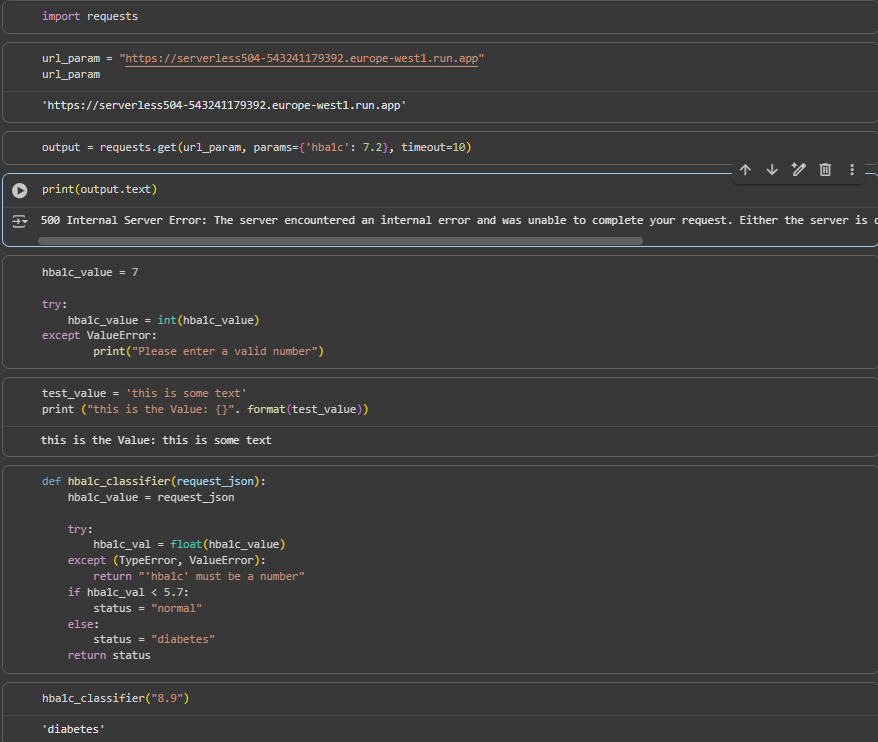 import requests
url_param = "https://serverless504-543241179392.europe-west1.run.app"
url_param
'https://serverless504-543241179392.europe-west1.run.app'
output = requests.get(url_param, params={'hba1c': 7.2}, timeout=10)
print(output.text)
500 Internal Server Error: The server encountered an internal error and was unable to complete your request. Either the server is
hba1c_value = 7
try:
    hba1c_value = int(hba1c_value)
except ValueError:
        print("Please enter a valid number")
test_value = 'this is some text'
print ("this is the Value: {}". format(test_value))
this is the Value: this is some text
def hba1c_classifier(request_json):
    hba1c_value = request_json
    try:
        hba1c_val = float(hba1c_value)
    except (TypeError, ValueError):
        return "'hba1c' must be a number"
    if hba1c_val < 5.7:
        status = "normal"
    else:
        status = "diabetes"
    return status
hba1c_classifier("8.9")
'diabetes'